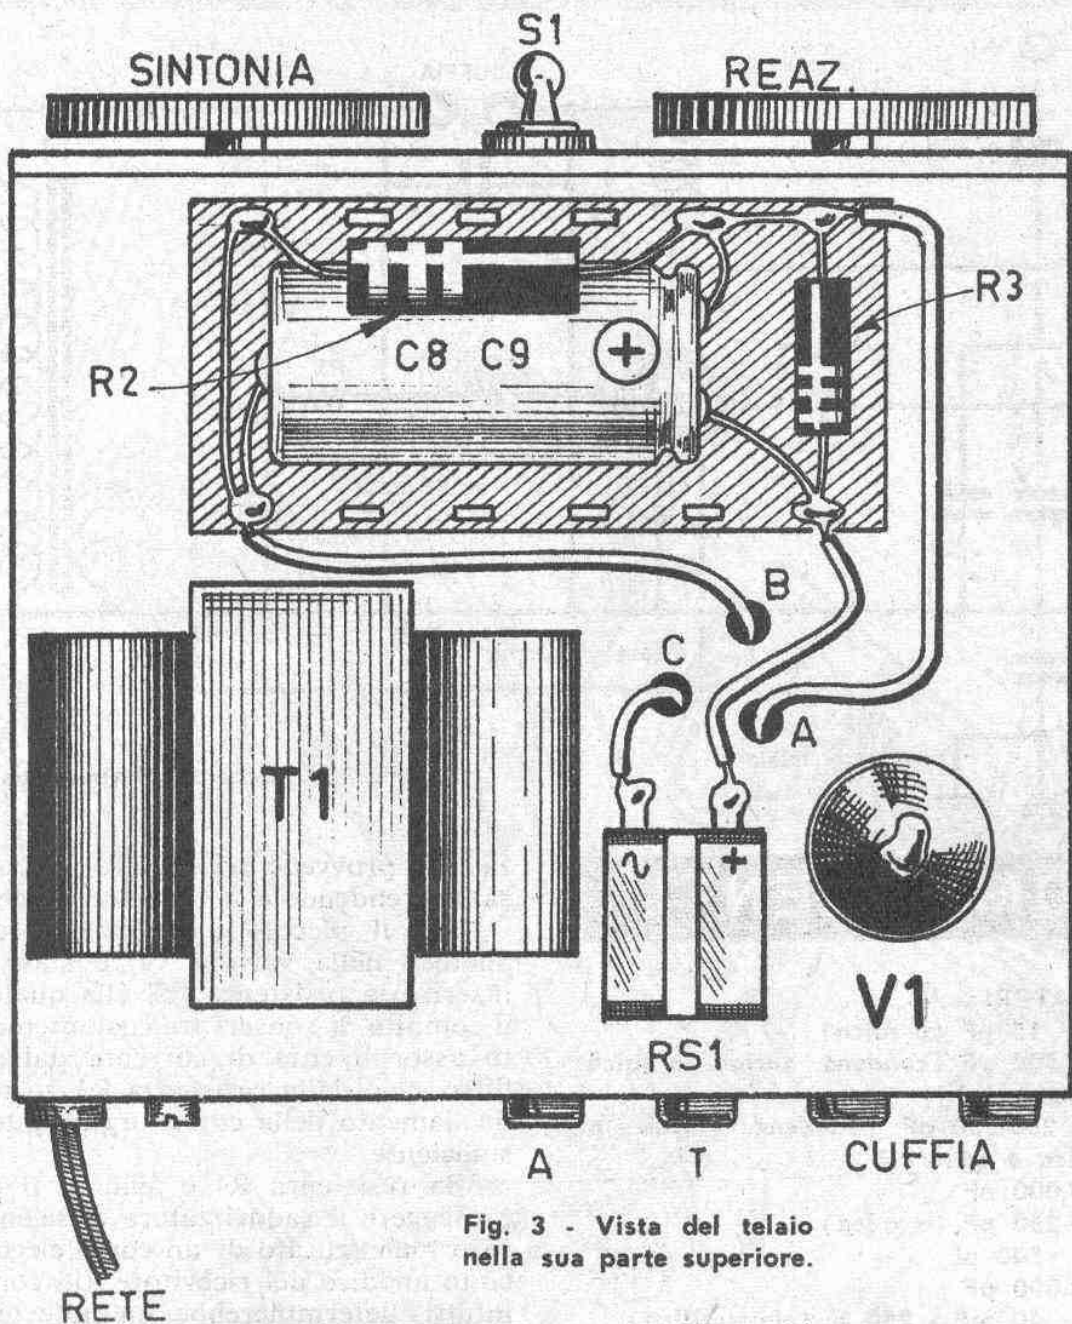 S1
SINTONIA
REAZ.
R3
C8 C9
+
R2
B
C
A
T1
~ +
V1
RS1
A T CUFFIA
Fig. 3 - Vista del telaio
nella sua parte superiore.
RETE